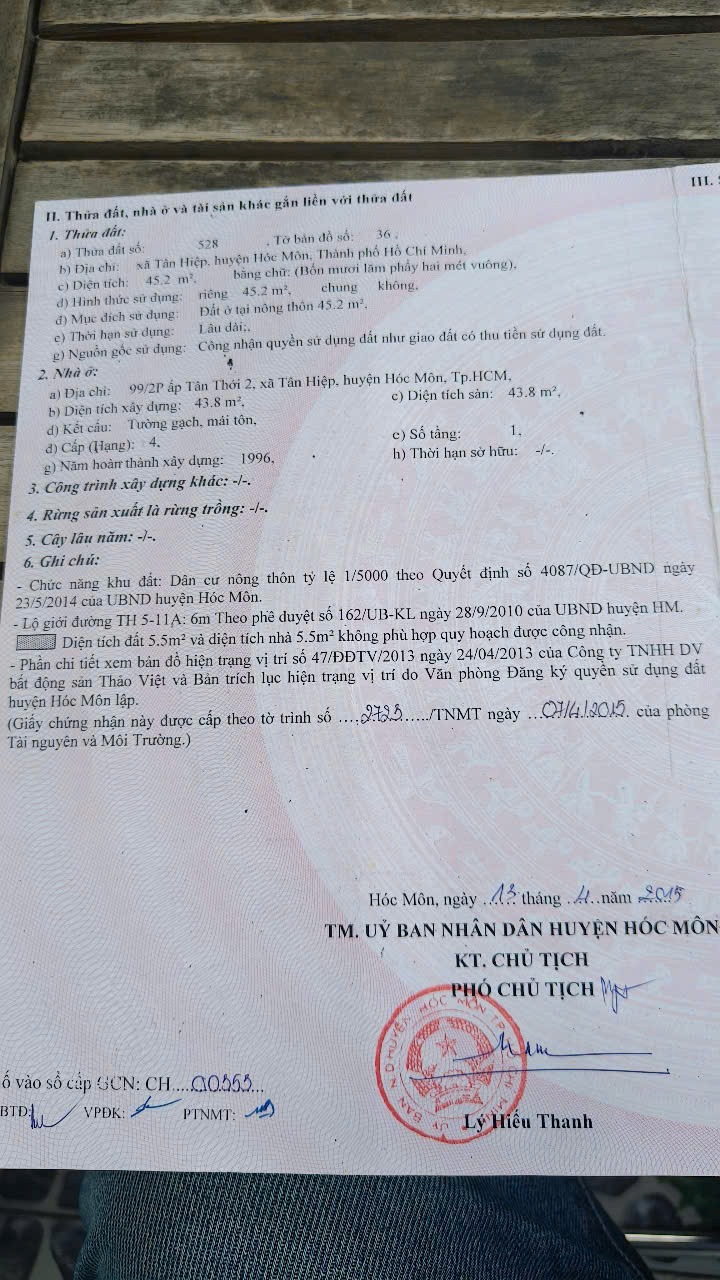 II. Thửa đất, nhà ở và tài sản khác gắn liền với thửa đất
III.
1. Thửa đất:
a) Thửa đất số: 528 . Tờ bản đồ số: 36 .
b) Địa chỉ: xã Tân Hiệp, huyện Hóc Môn, Thành phố Hồ Chí Minh,
c) Diện tích: 45.2 m², bằng chữ: (Bốn mươi lăm phẩy hai mét vuông),
d) Hình thức sử dụng: riêng 45.2 m², chung không,
đ) Mục đích sử dụng: Đất ở tại nông thôn 45.2 m²,
e) Thời hạn sử dụng: Lâu dài;.
g) Nguồn gốc sử dụng: Công nhận quyền sử dụng đất như giao đất có thu tiền sử dụng đất.
2. Nhà ở:
a) Địa chỉ: 99/2P ấp Tân Thới 2, xã Tân Hiệp, huyện Hóc Môn, Tp.HCM,
b) Diện tích xây dựng: 43.8 m², c) Diện tích sàn: 43.8 m²,
d) Kết cấu: Tường gạch, mái tôn,
đ) Cấp (Hạng): 4, e) Số tầng: 1,
g) Năm hoàn thành xây dựng: 1996, h) Thời hạn sở hữu: -/-.
3. Công trình xây dựng khác: -/-.
4. Rừng sản xuất là rừng trồng: -/-.
5. Cây lâu năm: -/-.
6. Ghi chú:
- Chức năng khu đất: Dân cư nông thôn tỷ lệ 1/5000 theo Quyết định số 4087/QĐ-UBND ngày
23/5/2014 của UBND huyện Hóc Môn.
- Lộ giới đường TH 5-11A: 6m Theo phê duyệt số 162/UB-KL ngày 28/9/2010 của UBND huyện HM.
Diện tích đất 5.5m² và diện tích nhà 5.5m² không phù hợp quy hoạch được công nhận.
- Phần chi tiết xem bản đồ hiện trạng vị trí số 47/ĐĐTV/2013 ngày 24/04/2013 của Công ty TNHH DV
bất động sản Thảo Việt và Bản trích lục hiện trạng vị trí do Văn phòng Đăng ký quyền sử dụng đất
huyện Hóc Môn lập.
(Giấy chứng nhận này được cấp theo tờ trình số ....2725...../TNMT ngày ...07/4/2015. của phòng
Tài nguyên và Môi Trường.)
Hóc Môn, ngày ..13. tháng .4..năm 2015
TM. UỶ BAN NHÂN DÂN HUYỆN HÓC MÔN
KT. CHỦ TỊCH
PHÓ CHỦ TỊCH
Lý Hiếu Thanh
ố vào sổ cấp GCN: CH....00353...
BTĐ: VPĐK: PTNMT: